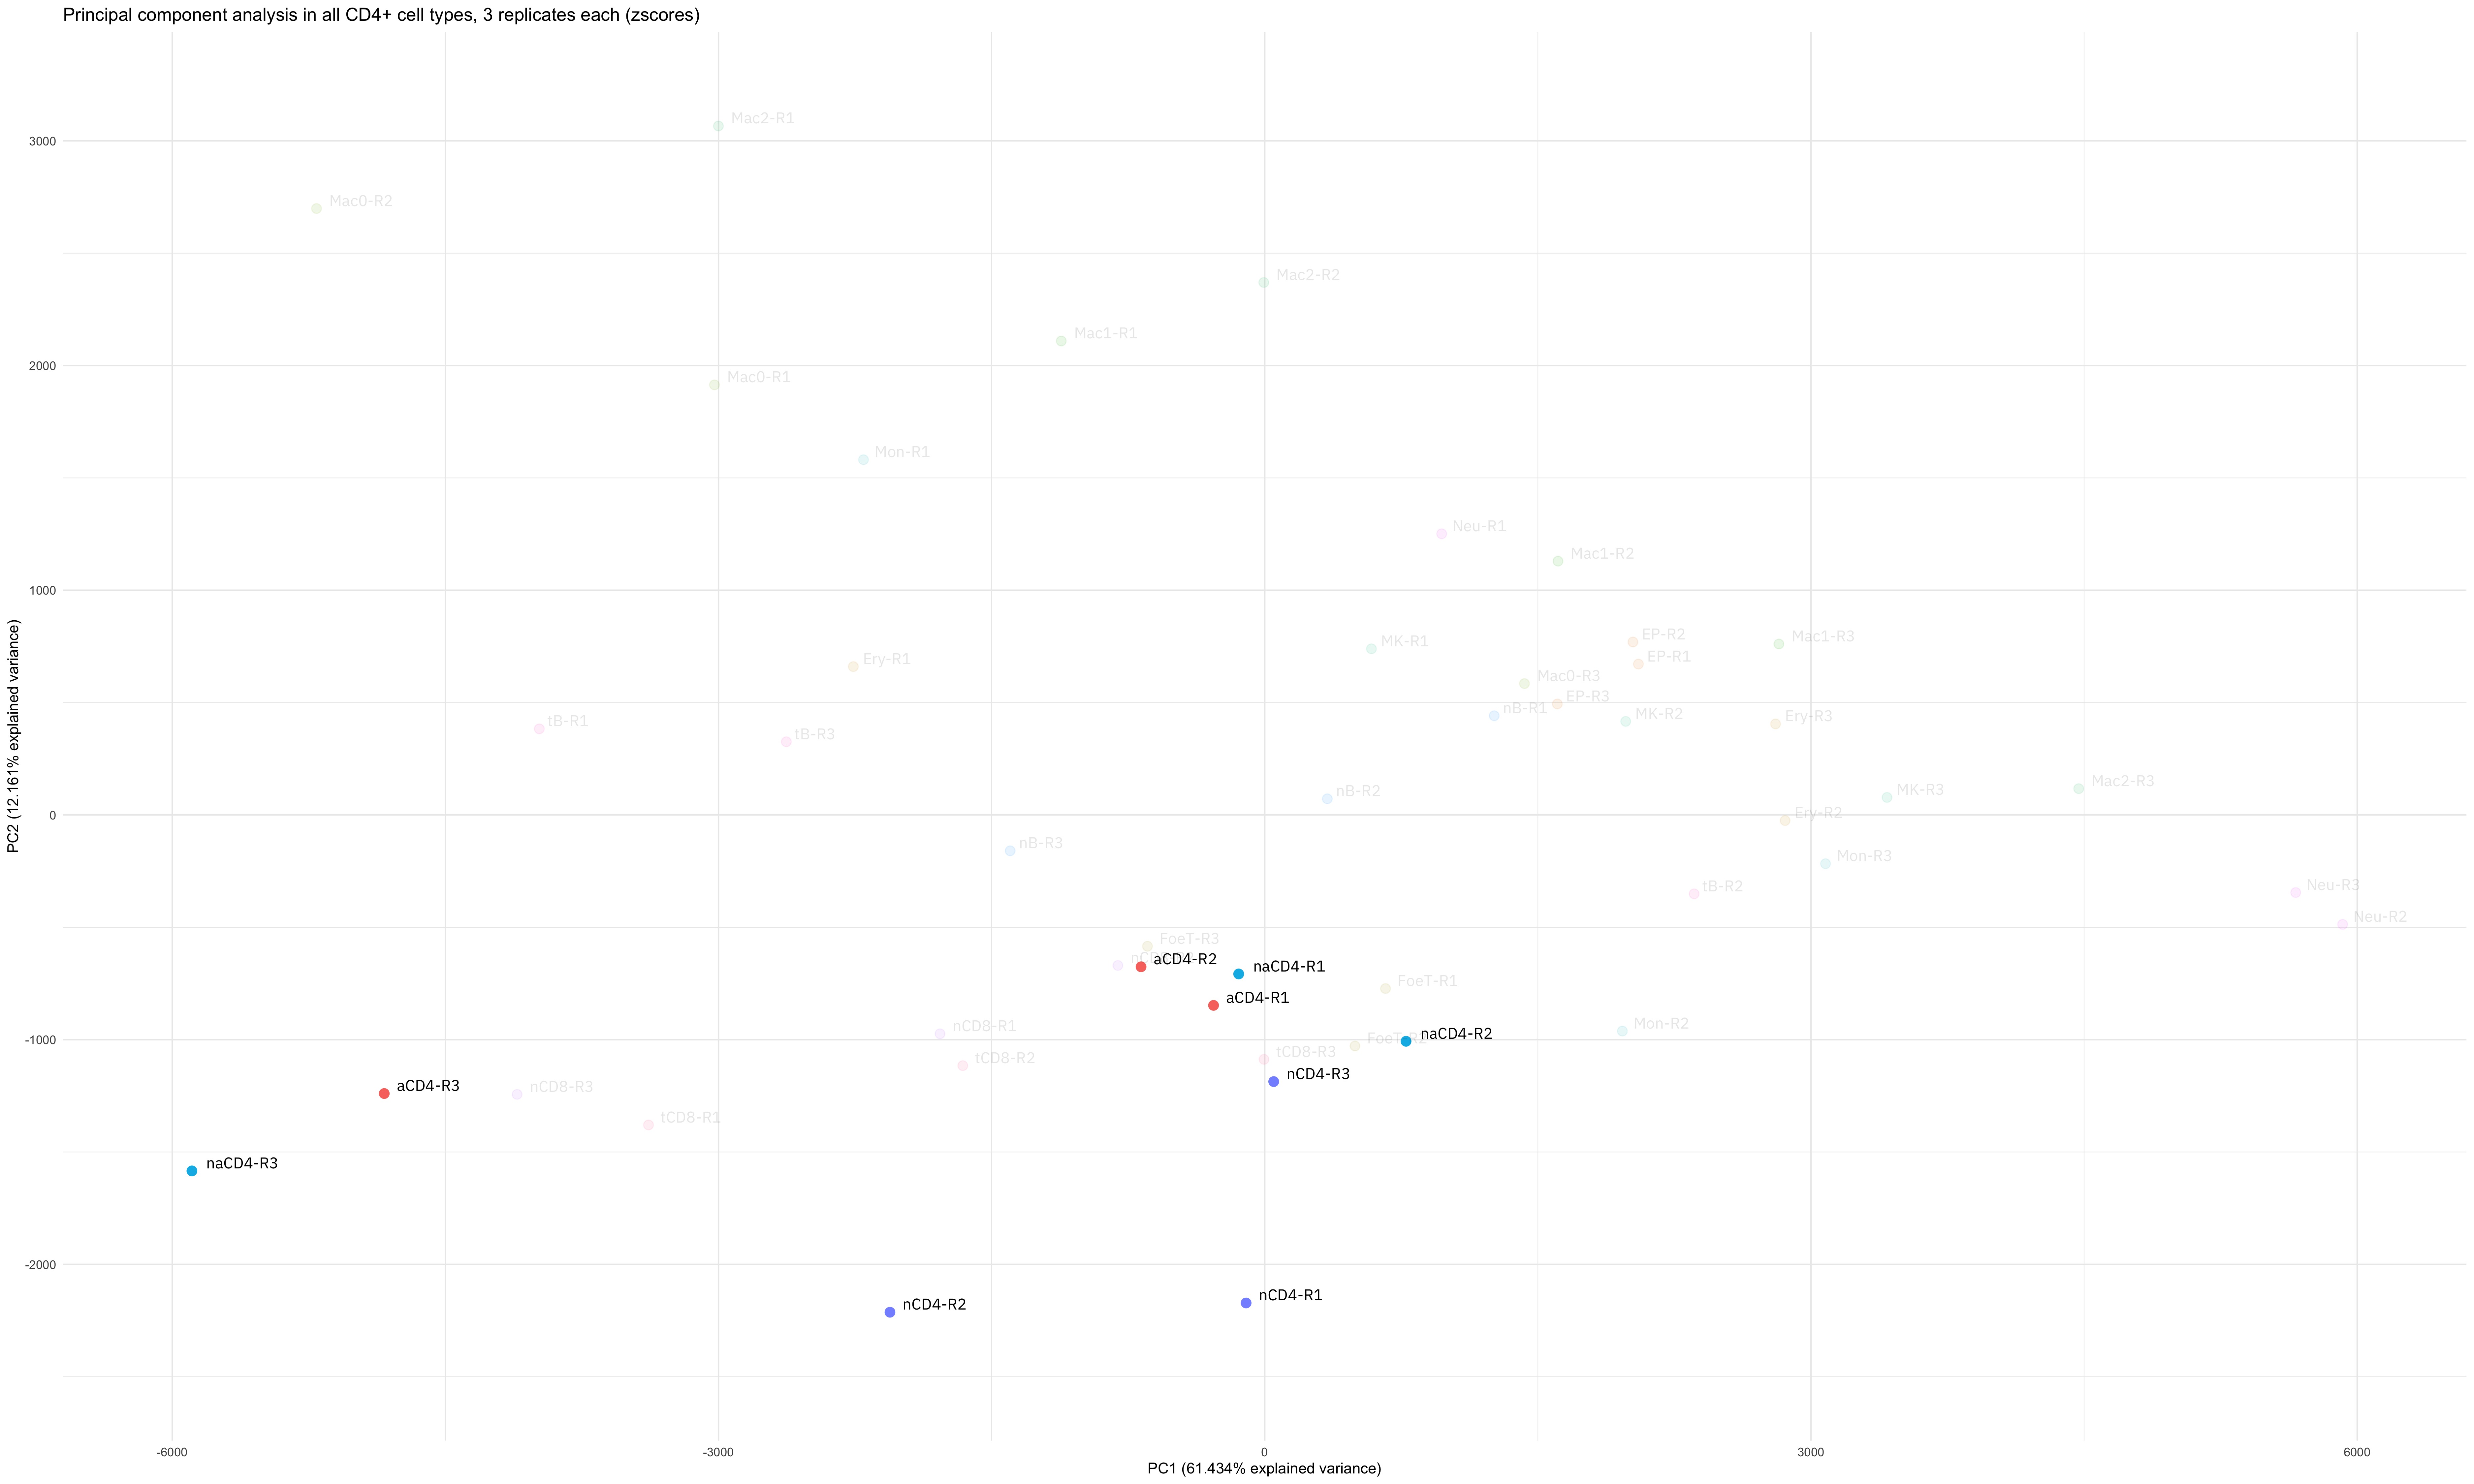 Principal component analysis in all CD4+ cell types, 3 replicates each (zscores)
Mac2-R1
3000
Mac0-R2
Mac2-R2
Mac1-R1
2000
Mac0-R1
Mon-R1
Neu-R1
Mac1-R2
1000
EP-R2
Mac1-R3
MK-R1
EP-R1
Ery-R1
Mac0-R3
EP-R3
nB-R1
MK-R2
Ery-R3
tB-R1
tB-R3
Mac2-R3
nB-R2
MK-R3
0
Ery-R2
nB-R3
Mon-R3
tB-R2
Neu-R3
Neu-R2
FoeT-R3
aCD4-R2
naCD4-R1
FoeT-R1
aCD4-R1
nCD8-R1
Mon-R2
naCD4-R2
-1000
FoeT-R2
tCD8-R2
tCD8-R3
nCD4-R3
aCD4-R3
nCD8-R3
tCD8-R1
naCD4-R3
-2000
nCD4-R1
nCD4-R2
PC2 (12.161% explained variance)
-6000
-3000
0
3000
6000
PC1 (61.434% explained variance)